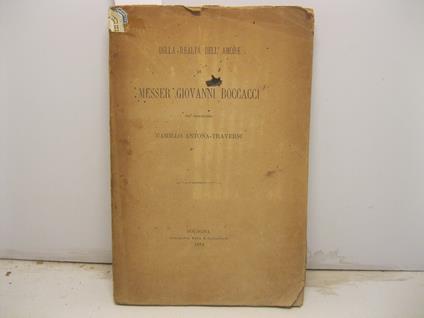 DELLA REALTÀ DELL' AMORE
DI
MESSER GIOVANNI BOCCACCI
CAMILLO ANTONA-TRAVERSI
BOLOGNA